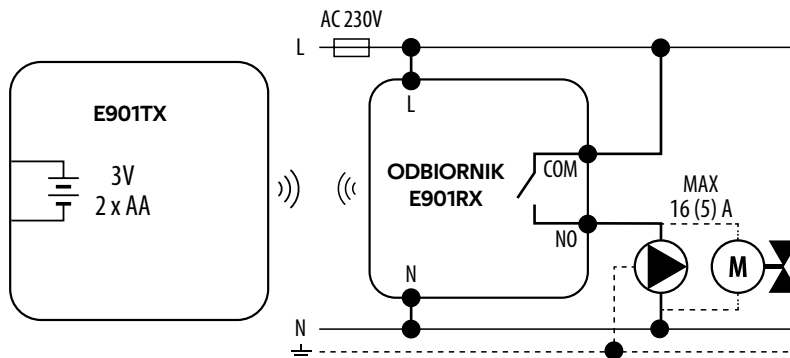 AC 230V
L
L
E901TX
3V
2 x AA
ODBIORNIK
E901RX
COM
NO
MAX
16 (5) A
M
N
N